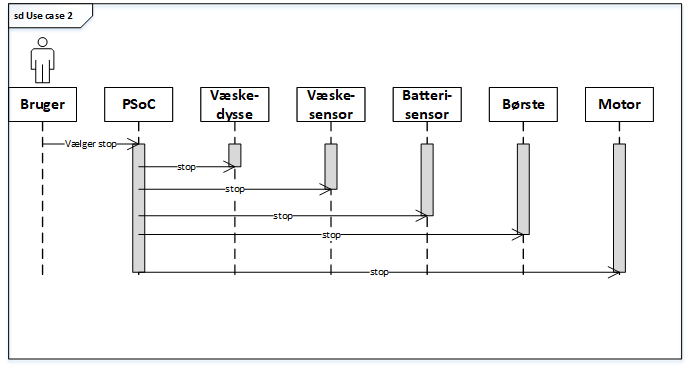 sd Use case 2
Bruger
PSoC
Væske-
dysse
Væske-
sensor
Batteri-
sensor
Børste
Motor
Vælger stop
stop
stop
stop
stop
stop